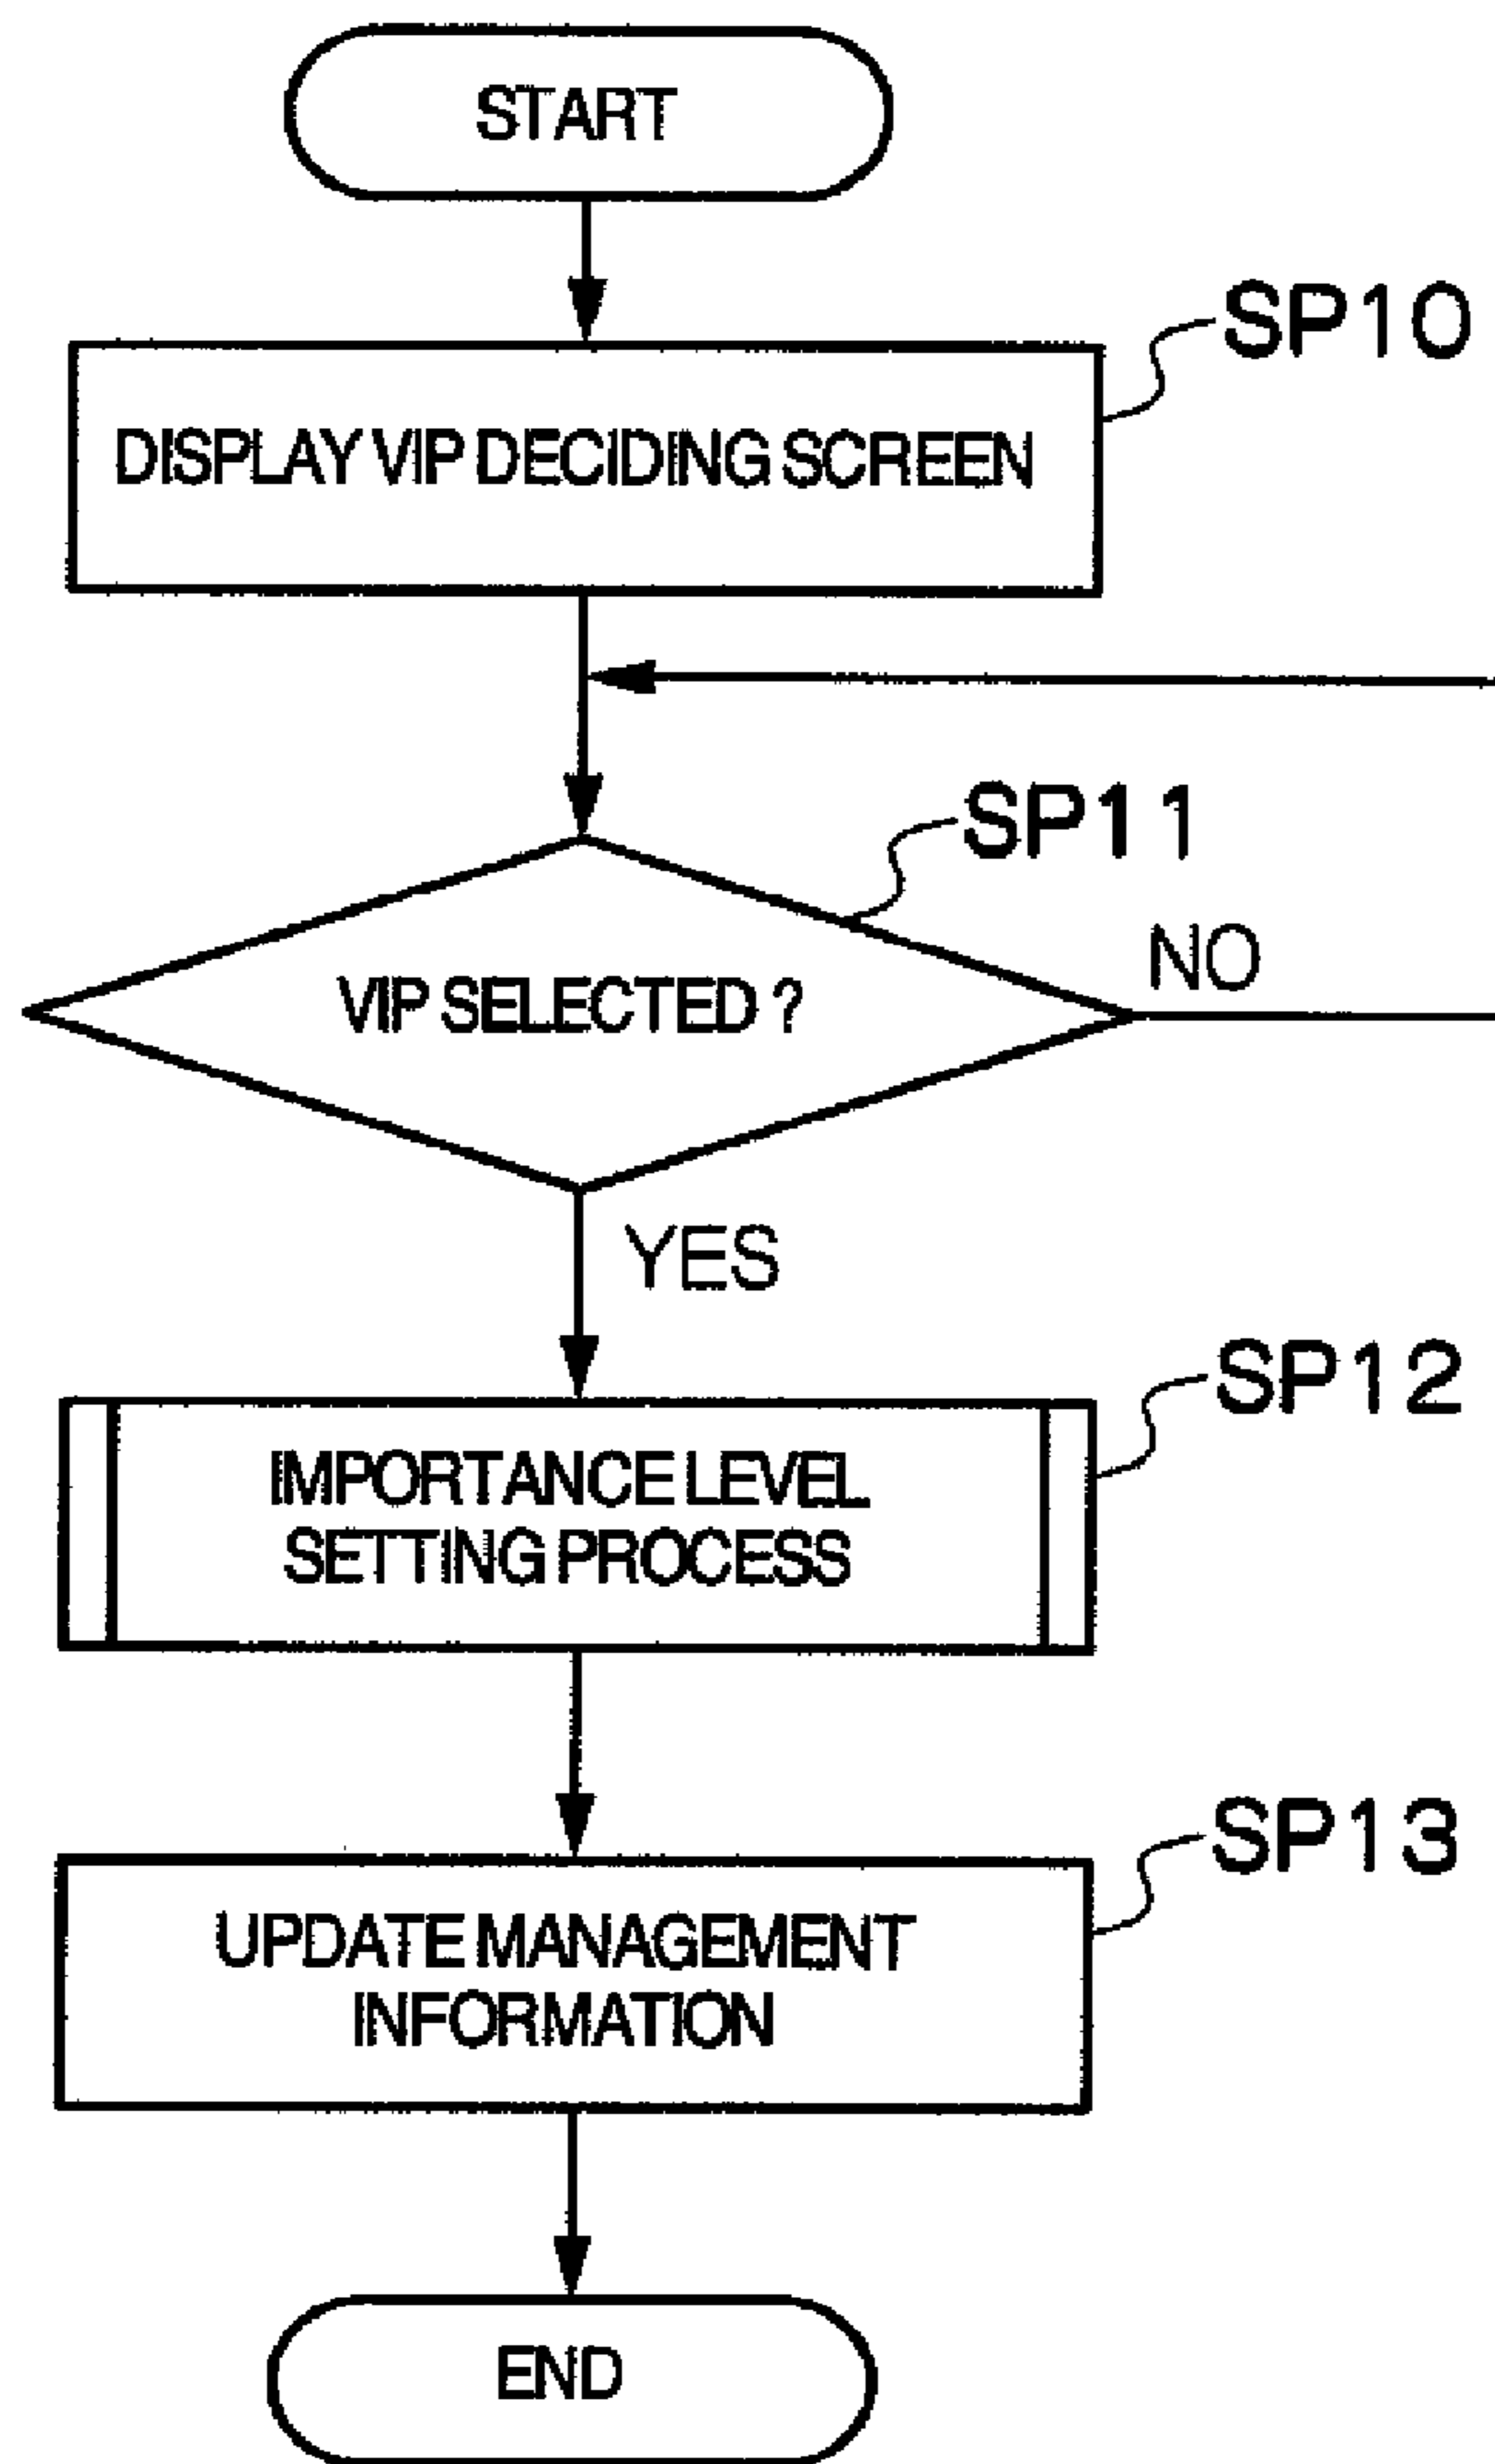 START
SP10
DISPLAY VIP DECIDING SCREEN
SP11
NO
VIP SELECTED ?
YES
SP12
IMPORTANCE LEVEL
SETTING PROCESS
SP13
UPDATE MANAGEMENT
INFORMATION
END